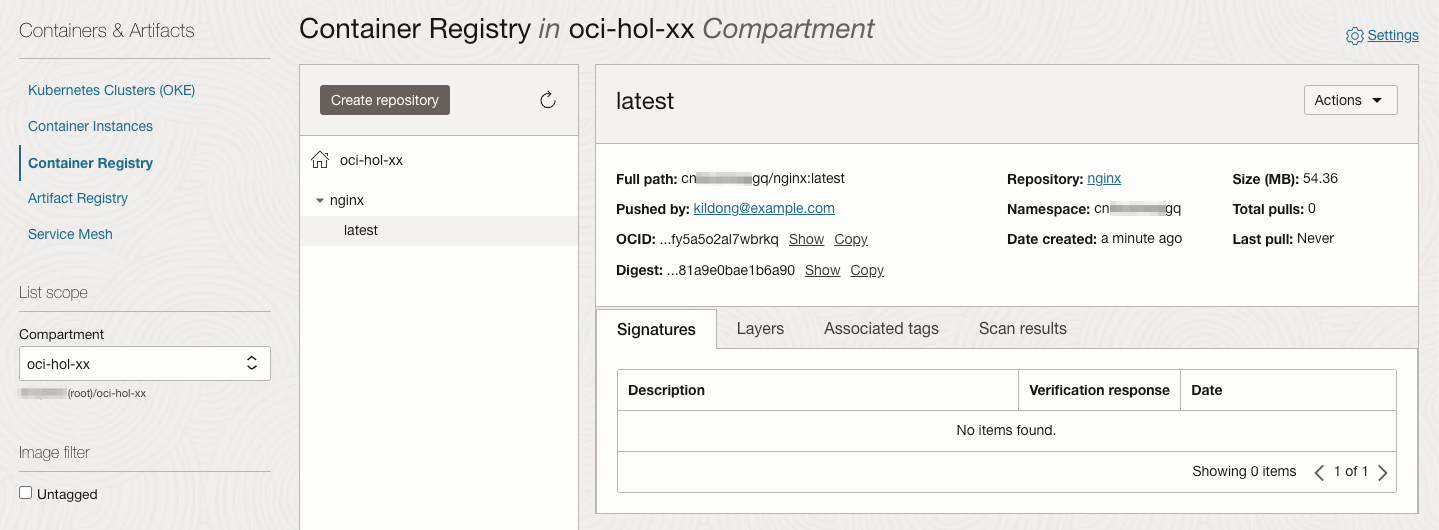 Containers & Artifacts
Kubernetes Clusters (OKE)
Container Instances
Container Registry
Artifact Registry
Service Mesh
List scope
Compartment
oci-hol-xx
(root)/oci-hol-xx
Image filter
Untagged
Container Registry in oci-hol-xx Compartment
Settings
Create repository
oci-hol-xx
nginx
latest
latest
Actions
Full path: cn gq/nginx:latest
Pushed by: kildong@example.com
OCID: ...fy5a5o2al7wbrkq Show Copy
Digest: ...81a9e0bae1b6a90 Show Copy
Repository: nginx
Namespace: cn gq
Date created: a minute ago
Size (MB): 54.36
Total pulls: 0
Last pull: Never
Signatures Layers Associated tags Scan results
Description Verification response Date
No items found.
Showing 0 items 1 of 1